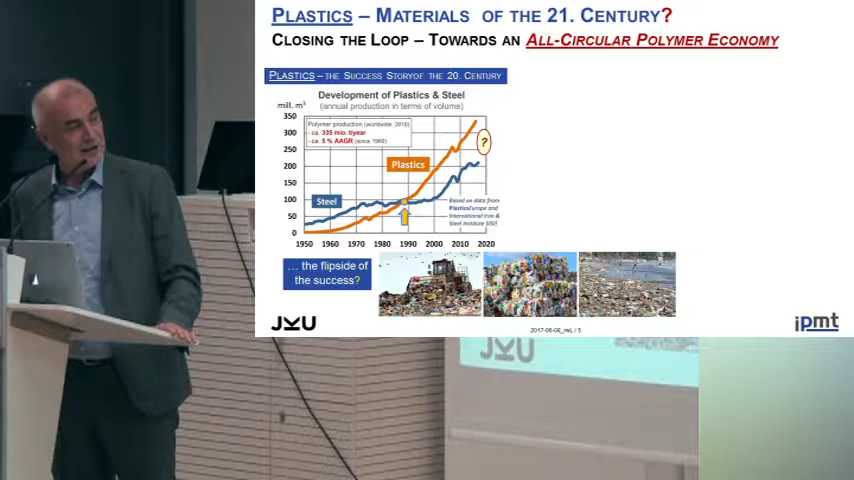 PLASTICS – MATERIALS OF THE 21. CENTURY?
CLOSING THE LOOP – TOWARDS AN ALL-CIRCULAR POLYMER ECONOMY
PLASTICS – THE SUCCESS STORYOF THE 20. CENTURY
Development of Plastics & Steel
mill. m³
(annual production in terms of volume)
350
300
250
200
150
100
50
0
Polymer production (worldwide 2016)
- ca. 335 mio. t/year
- ca. 5 % AAGR (since 1989)
?
Plastics
Steel
Based on data from
PlasticsEurope and
International Iron &
Steel Institute (IISI)
1950 1960 1970 1980 1990 2000 2010 2020
... the flipside of
the success?
JKU
2017-06-08_rwL / 5
ipmt
JKU